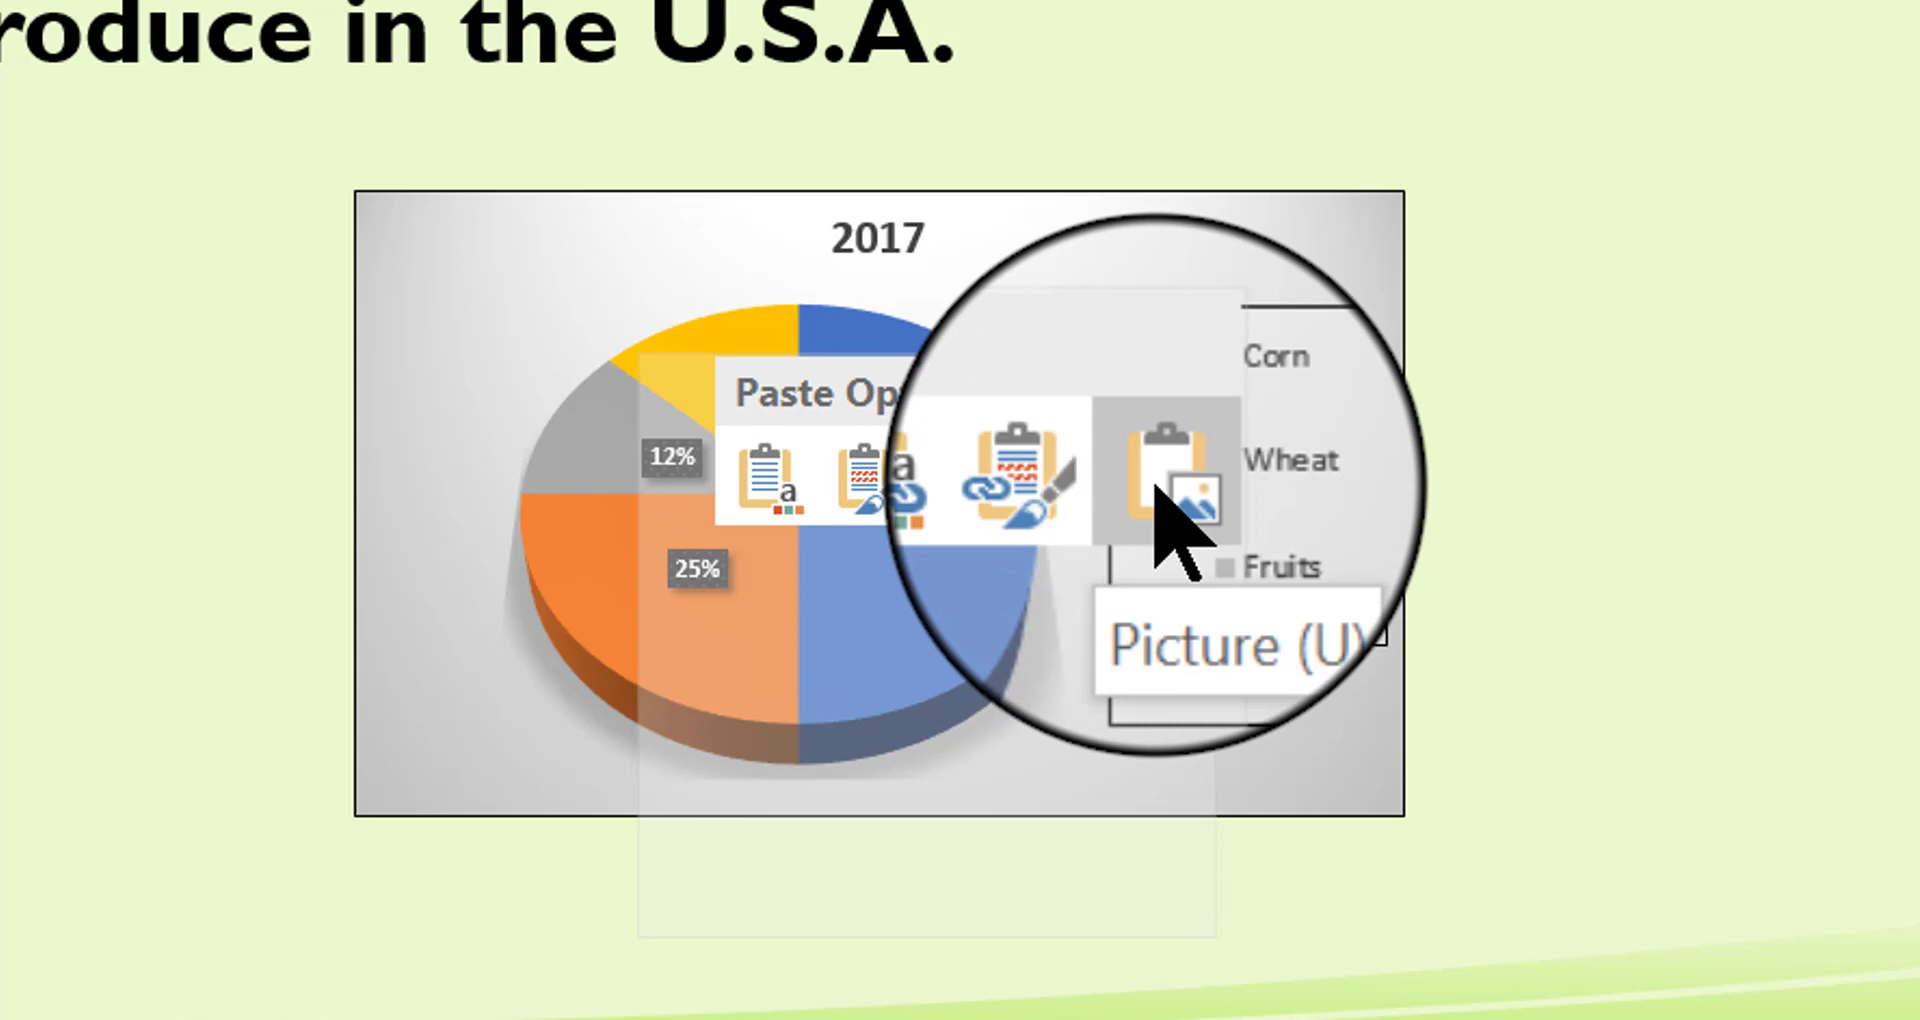 roduce in the U.S.A.
2017
Corn
Paste Op
12%
Wheat
25%
Fruits
Picture (U)